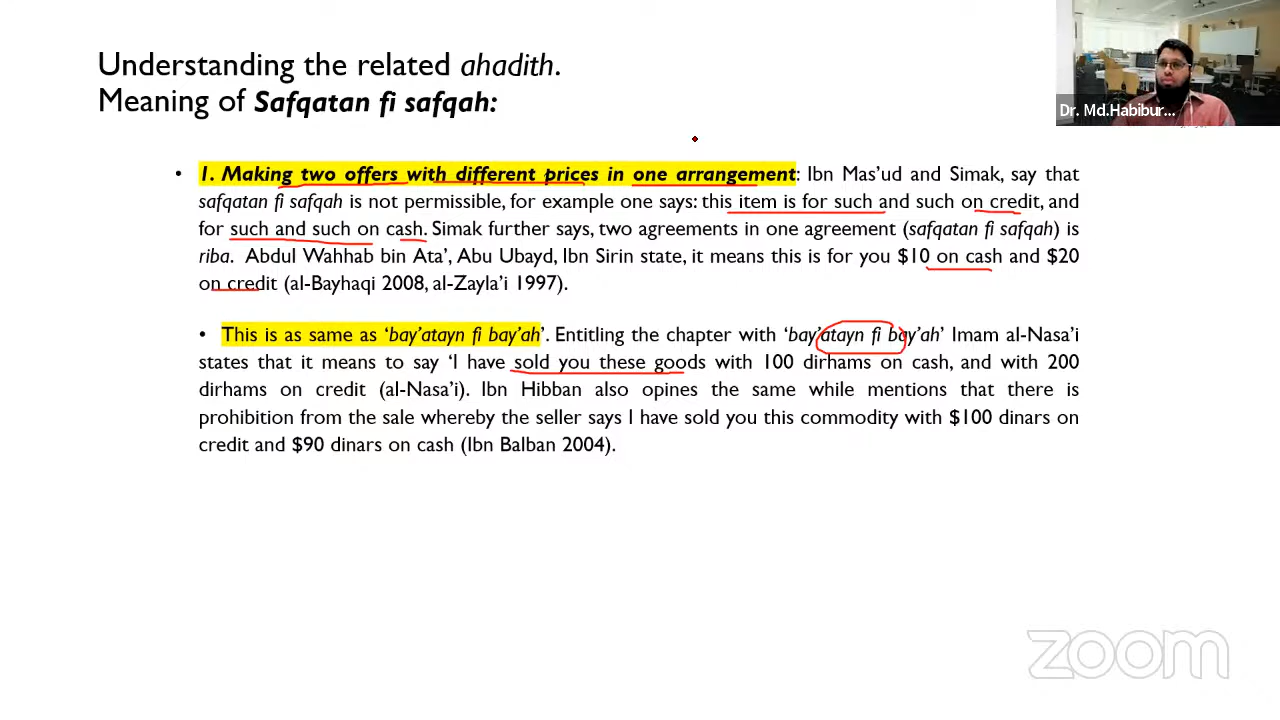 Understanding the related ahadith.
Meaning of Safqatan fi safqah:
Dr. Md.Habibur...
• 1. Making two offers with different prices in one arrangement: Ibn Mas'ud and Simak, say that
safqatan fi safqah is not permissible, for example one says: this item is for such and such on credit, and
for such and such on cash. Simak further says, two agreements in one agreement (safqatan fi safqah) is
riba. Abdul Wahhab bin Ata', Abu Ubayd, Ibn Sirin state, it means this is for you $10 on cash and $20
on credit (al-Bayhaqi 2008, al-Zayla'i 1997).
• This is as same as ‘bay’atayn fi bay’ah’. Entitling the chapter with ‘bay’atayn fi bay’ah’ Imam al-Nasa’i
states that it means to say ‘I have sold you these goods with 100 dirhams on cash, and with 200
dirhams on credit (al-Nasa’i). Ibn Hibban also opines the same while mentions that there is
prohibition from the sale whereby the seller says I have sold you this commodity with $100 dinars on
credit and $90 dinars on cash (Ibn Balban 2004).
zoom